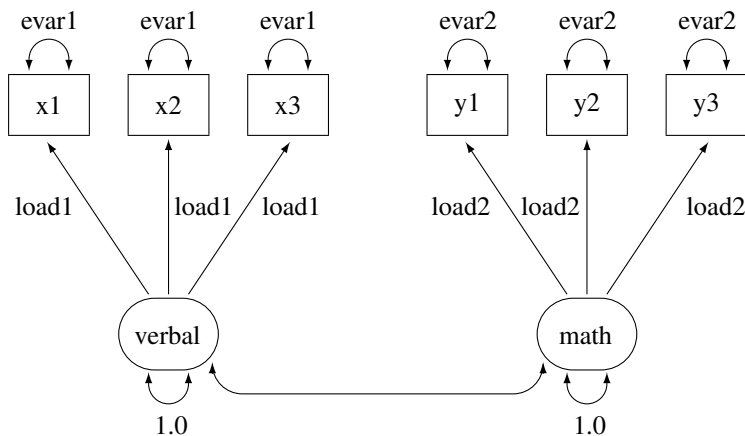 evar1 evar1 evar1 evar2 evar2 evar2
x1 x2 x3 y1 y2 y3
load1 load1 load1 load2 load2 load2
verbal math
1.0 1.0